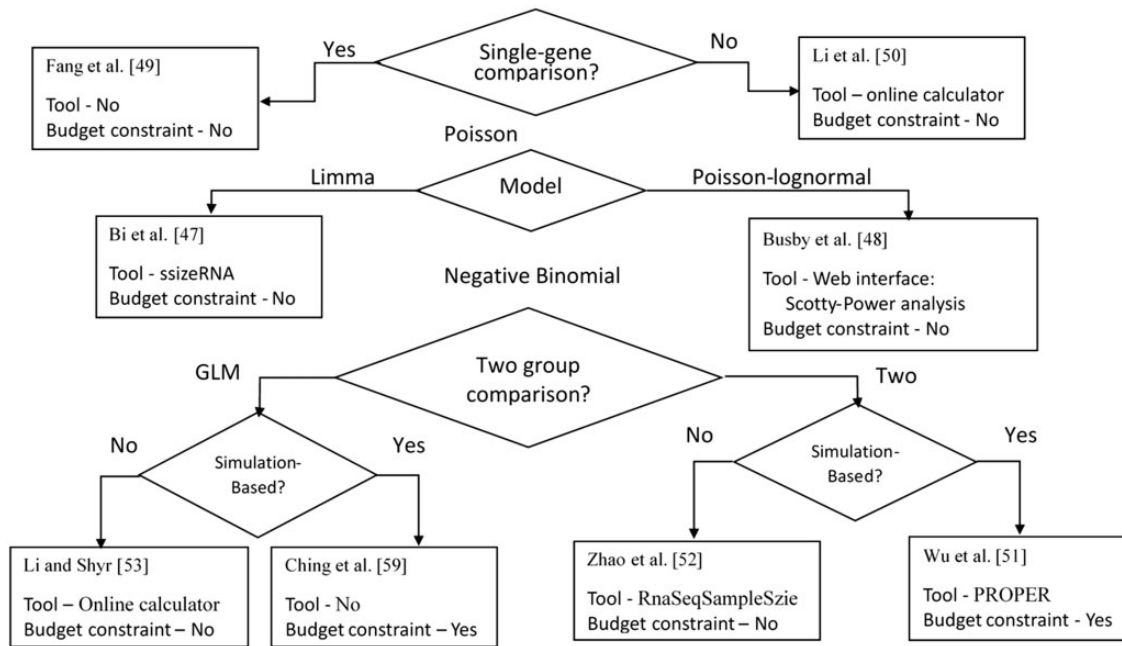 Yes
Single-gene
comparison?
No
Fang et al. [49]
Tool - No
Budget constraint - No
Li et al. [50]
Tool – online calculator
Budget constraint - No
Poisson
Limma
Model
Poisson-lognormal
Bi et al. [47]
Tool - ssizeRNA
Budget constraint - No
Busby et al. [48]
Tool - Web interface:
Scotty-Power analysis
Budget constraint - No
Negative Binomial
GLM
Two group
comparison?
Two
No
Simulation-
Based?
Yes
No
Simulation-
Based?
Yes
Li and Shyr [53]
Tool – Online calculator
Budget constraint – No
Ching et al. [59]
Tool - No
Budget constraint – Yes
Zhao et al. [52]
Tool - RnaSeqSampleSzie
Budget constraint – No
Wu et al. [51]
Tool - PROPER
Budget constraint - Yes